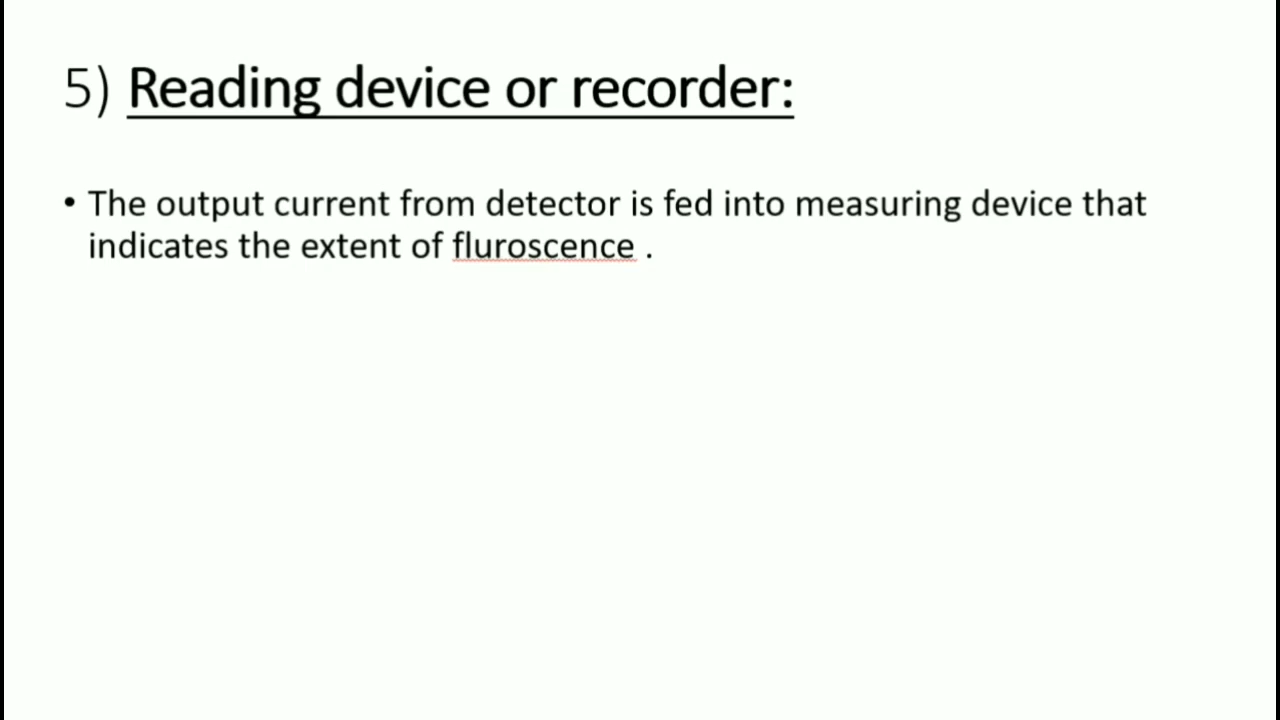 5) Reading device or recorder:
• The output current from detector is fed into measuring device that
indicates the extent of fluroscence .